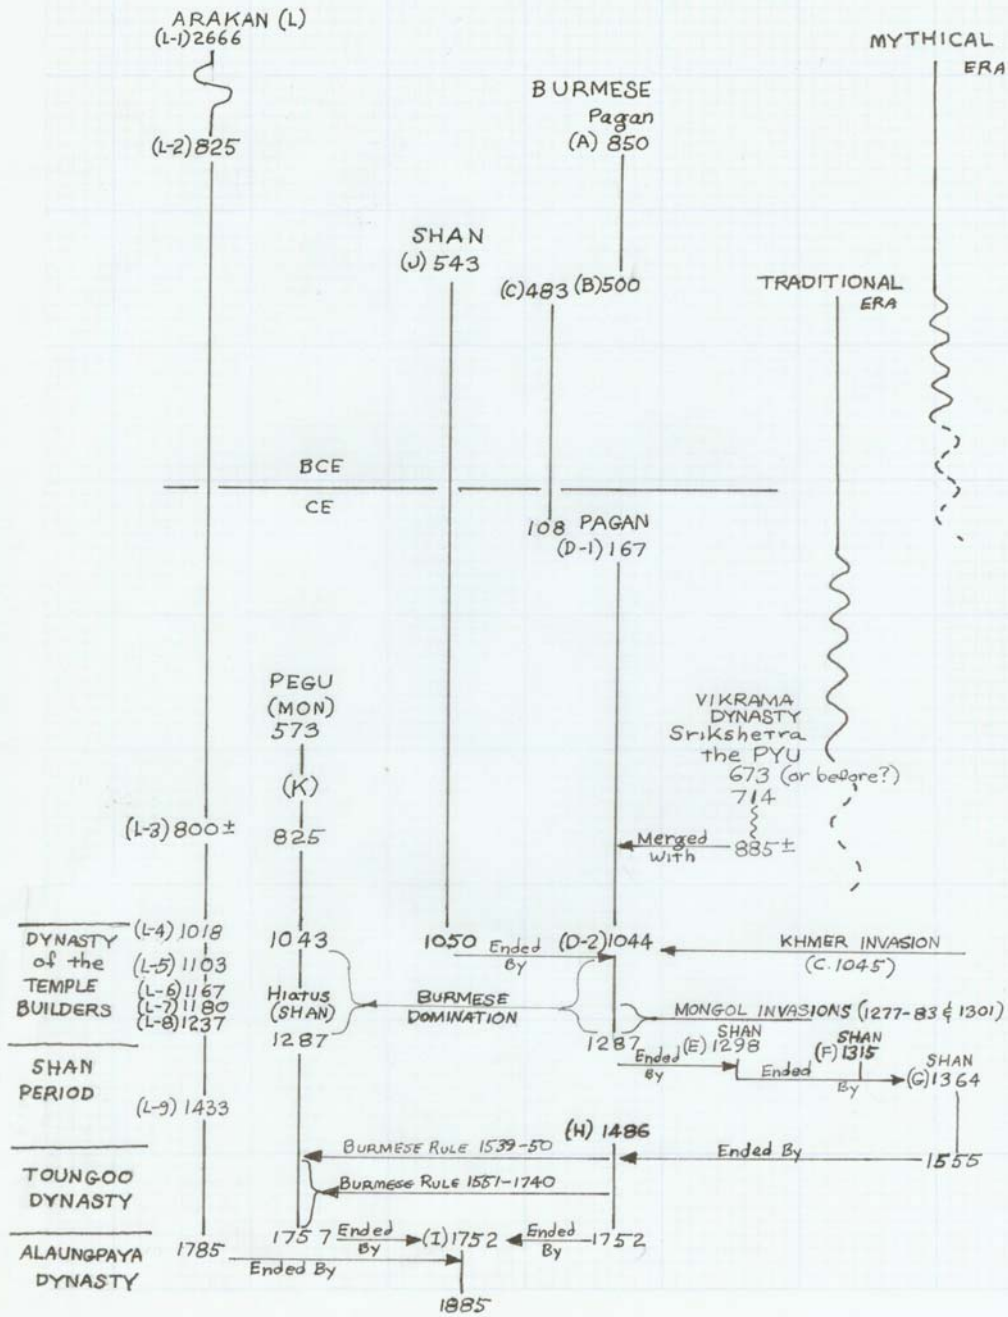 ARAKAN (L)
(L-1) 2666
MYTHICAL
ERA
BURMESE
Pagan
(A) 850
(L-2) 825
SHAN
(J) 543
(C) 483 (B) 500
TRADITIONAL
ERA
BCE
CE
108 PAGAN
(D-1) 167
PEGU
(MON)
573
(K)
825
VIKRAMA
DYNASTY
Srikshetra
the PYU
673 (or before?)
714
885±
Merged
With
(L-3) 800±
DYNASTY
of the
TEMPLE
BUILDERS
(L-4) 1018
(L-5) 1103
(L-6) 1167
(L-7) 1180
(L-8) 1237
1043
Hiatus
(SHAN)
1287
1050
Ended
By
(D-2) 1044
KHMER INVASION
(C. 1045)
BURMESE
DOMINATION
MONGOL INVASIONS (1277-83 & 1301)
1287
Ended
By
SHAN
(E) 1298
Ended
By
SHAN
(F) 1315
SHAN
(G) 1364
SHAN
PERIOD
(L-9) 1433
(H) 1486
BURMESE RULE 1539-50
Ended By
1555
TOUNGOO
DYNASTY
BURMESE RULE 1551-1740
1757
Ended
By
(I) 1752
Ended
By
1752
ALAUNGPAYA
DYNASTY
1785
Ended By
1885